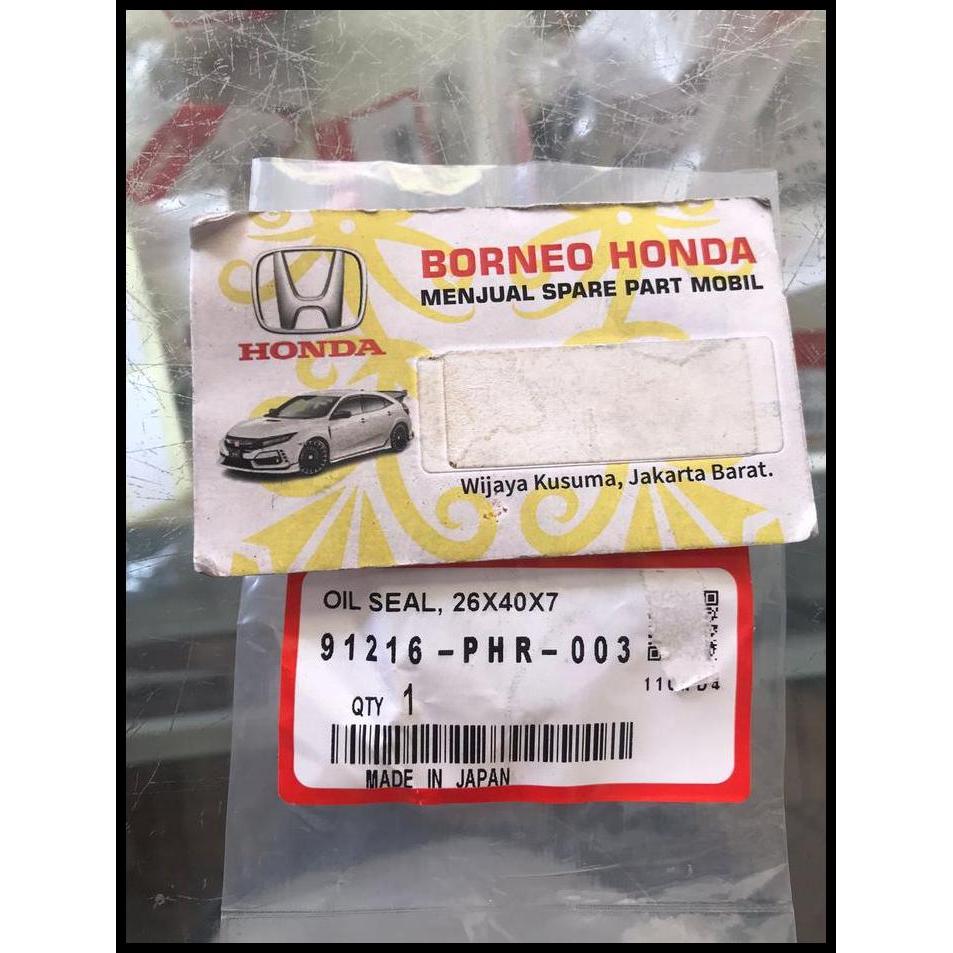 BORNEO HONDA
MENJUAL SPARE PART MOBIL
HONDA
Wijaya Kusuma, Jakarta Barat.
OIL SEAL, 26X40X7
91216-PHR-003
QTY 1
MADE IN JAPAN